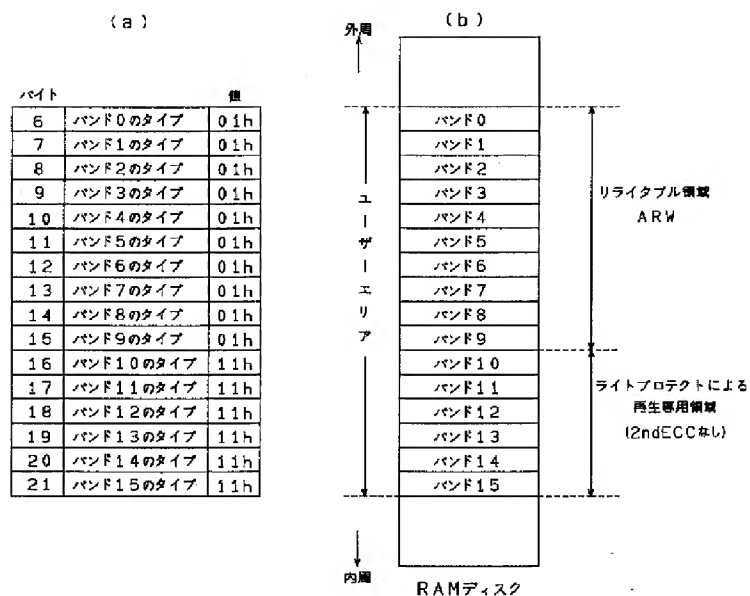 (a)
バイト 値
6 バンド0のタイプ 01h
7 バンド1のタイプ 01h
8 バンド2のタイプ 01h
9 バンド3のタイプ 01h
10 バンド4のタイプ 01h
11 バンド5のタイプ 01h
12 バンド6のタイプ 01h
13 バンド7のタイプ 01h
14 バンド8のタイプ 01h
15 バンド9のタイプ 01h
16 バンド10のタイプ 11h
17 バンド11のタイプ 11h
18 バンド12のタイプ 11h
19 バンド13のタイプ 11h
20 バンド14のタイプ 11h
21 バンド15のタイプ 11h
(b)
外周
ユーザーエリア
バンド0
バンド1
バンド2
バンド3
バンド4
バンド5
バンド6
バンド7
バンド8
バンド9
バンド10
バンド11
バンド12
バンド13
バンド14
バンド15
リライタブル領域
ARW
ライトプロテクトによる
再生専用領域
(2ndECCなし)
内周
RAMディスク